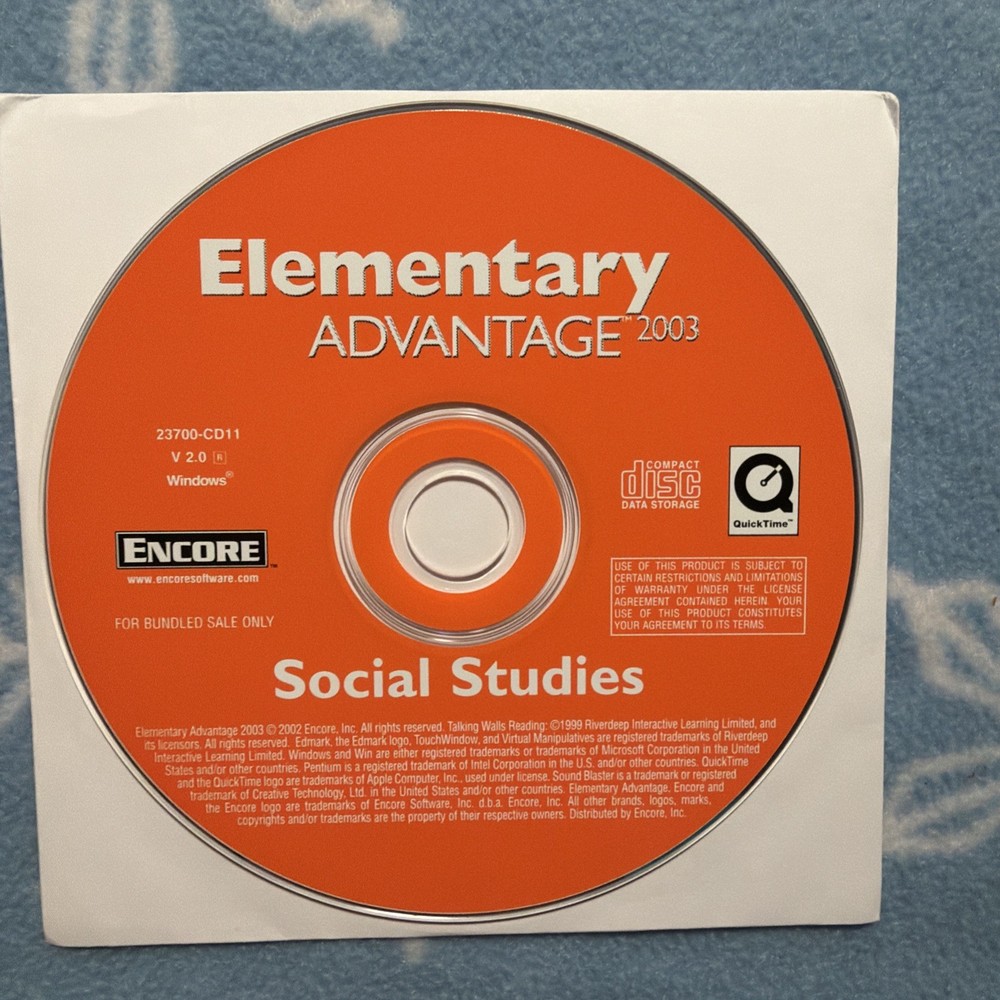 Elementary
ADVANTAGE™ 2003
23700-CD11
V 2.0 R
Windows®
COMPACT
disc
DATA STORAGE
QuickTime™
ENCORE™
www.encoresoftware.com
FOR BUNDLED SALE ONLY
USE OF THIS PRODUCT IS SUBJECT TO
CERTAIN RESTRICTIONS AND LIMITATIONS
OF WARRANTY UNDER THE LICENSE
AGREEMENT CONTAINED HEREIN. YOUR
USE OF THIS PRODUCT CONSTITUTES
YOUR AGREEMENT TO ITS TERMS.
Social Studies
Elementary Advantage 2003 © 2002 Encore, Inc. All rights reserved. Talking Walls Reading: ©1999 Riverdeep Interactive Learning Limited, and
its licensors. All rights reserved. Edmark, the Edmark logo, TouchWindow, and Virtual Manipulatives are registered trademarks of Riverdeep
Interactive Learning Limited. Windows and Win are either registered trademarks or trademarks of Microsoft Corporation in the United
States and/or other countries. Pentium is a registered trademark of Intel Corporation in the U.S. and/or other countries. QuickTime
and the QuickTime logo are trademarks of Apple Computer, Inc., used under license. Sound Blaster is a trademark or registered
trademark of Creative Technology, Ltd. in the United States and/or other countries. Elementary Advantage, Encore and
the Encore logo are trademarks of Encore Software, Inc. d.b.a. Encore, Inc. All other brands, logos, marks,
copyrights and/or trademarks are the property of their respective owners. Distributed by Encore, Inc.